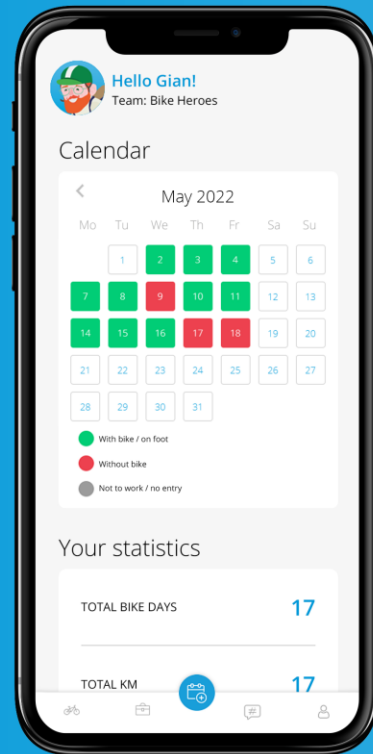 Hello Gian!
Team: Bike Heroes
Calendar
May 2022
Mo Tu We Th Fr Sa Su
1 2 3 4 5 6
7 8 9 10 11 12 13
14 15 16 17 18 19 20
21 22 23 24 25 26 27
28 29 30 31
With bike / on foot
Without bike
Not to work / no entry
Your statistics
TOTAL BIKE DAYS 17
TOTAL KM 17
#